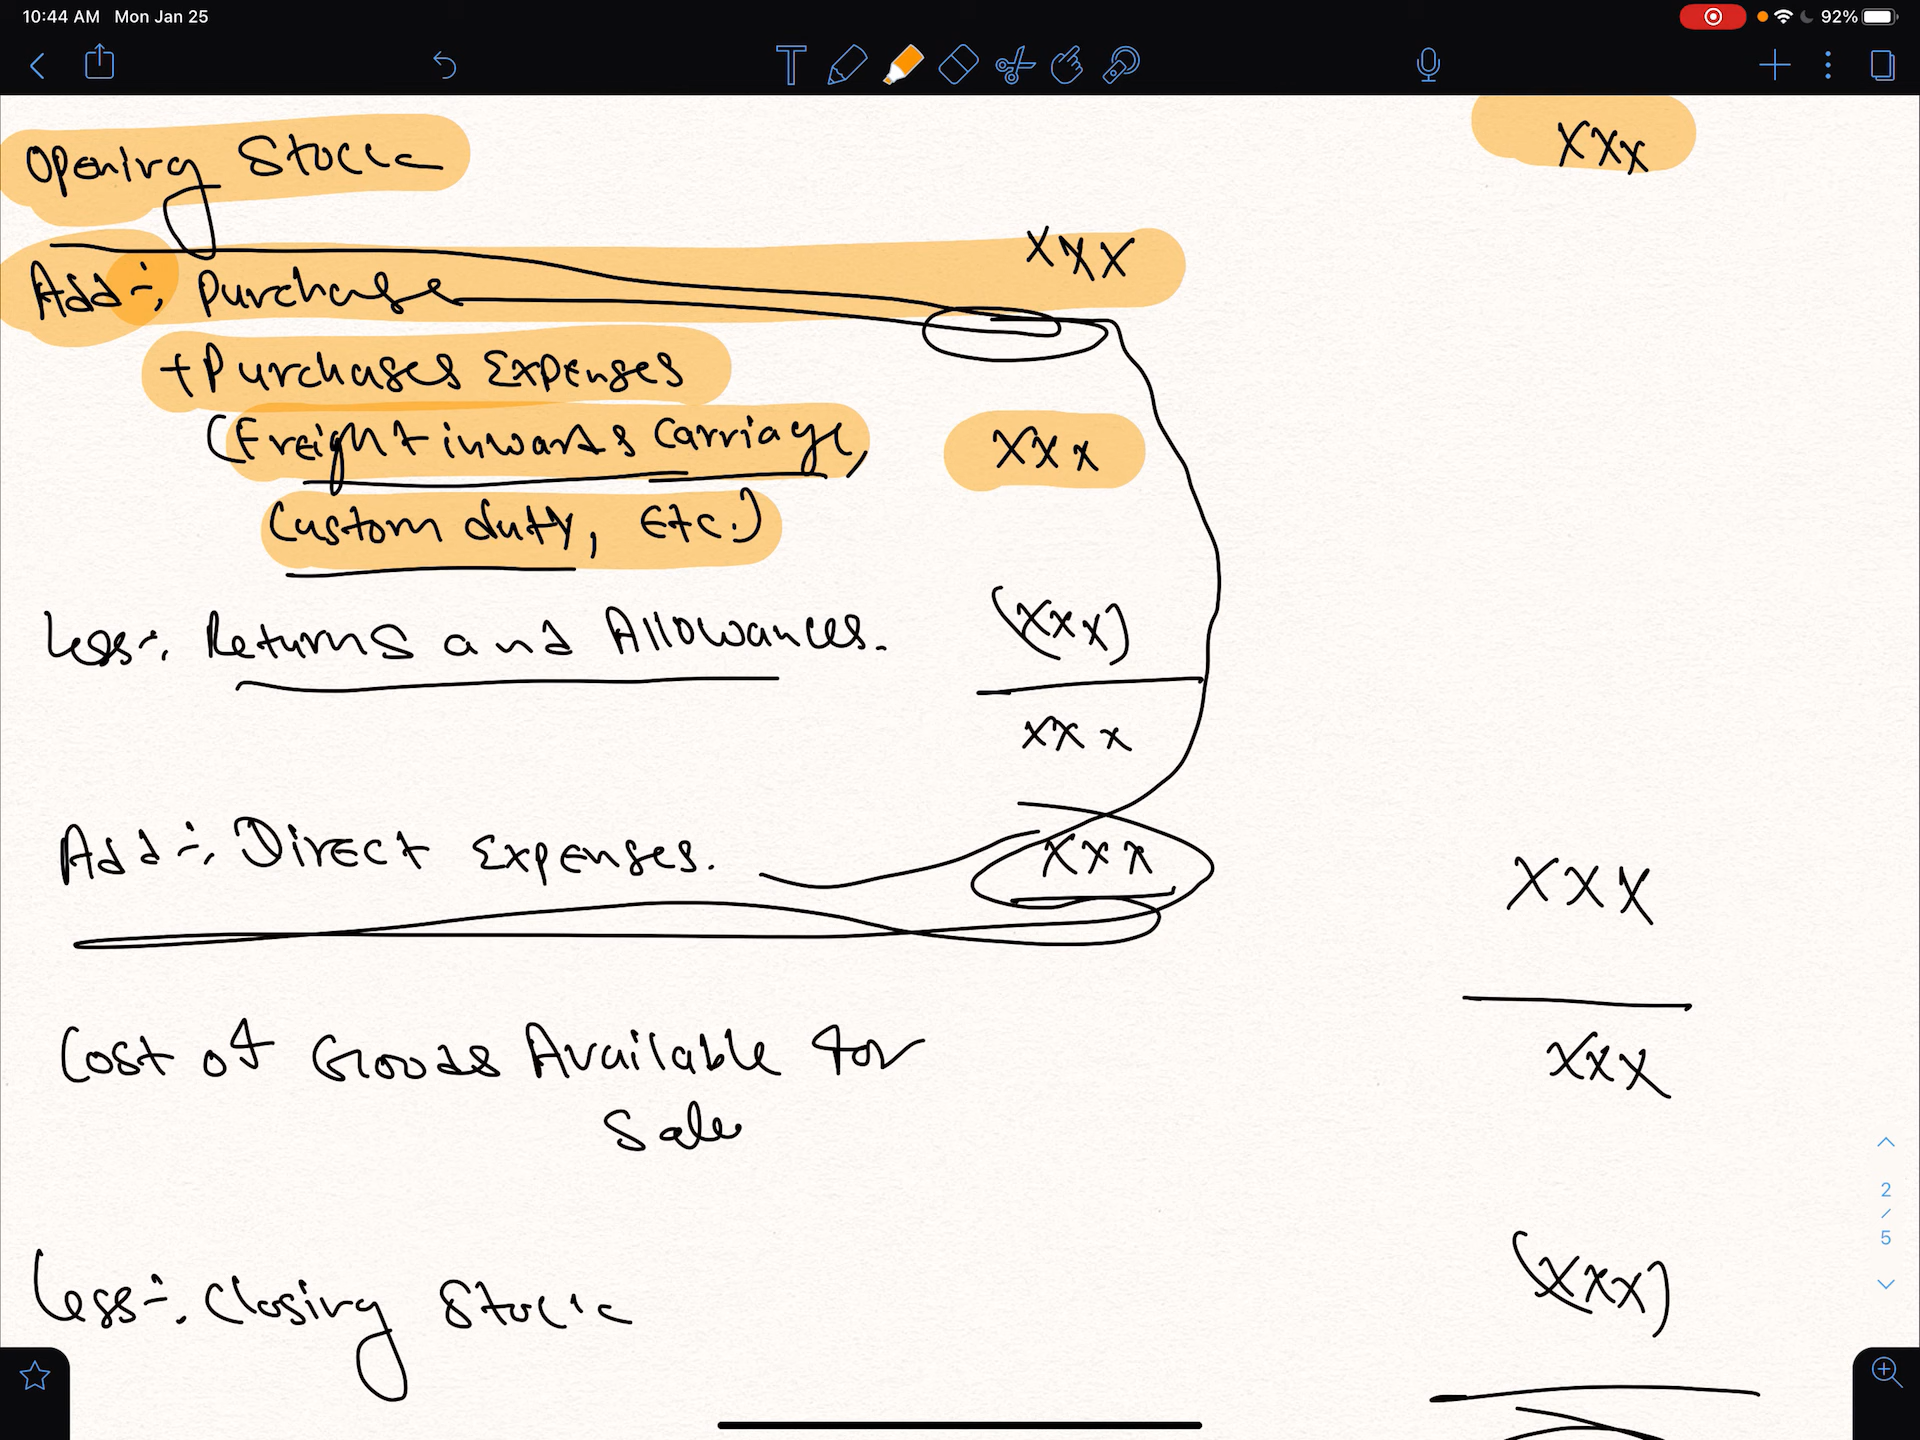 10:44 AM Mon Jan 25
92%
T
Opening Stock xxx
Add:- Purchase xxx
+Purchases Expenses
(Freight inwards Carriage, xxx
Custom duty, Etc.)
Less:- Returns and Allowances. (xxx)
xxx
Add:- Direct Expenses. xxx xxx
Cost of Goods Available for xxx
Sale
2
/
5
Less:- Closing Stock (xxx)